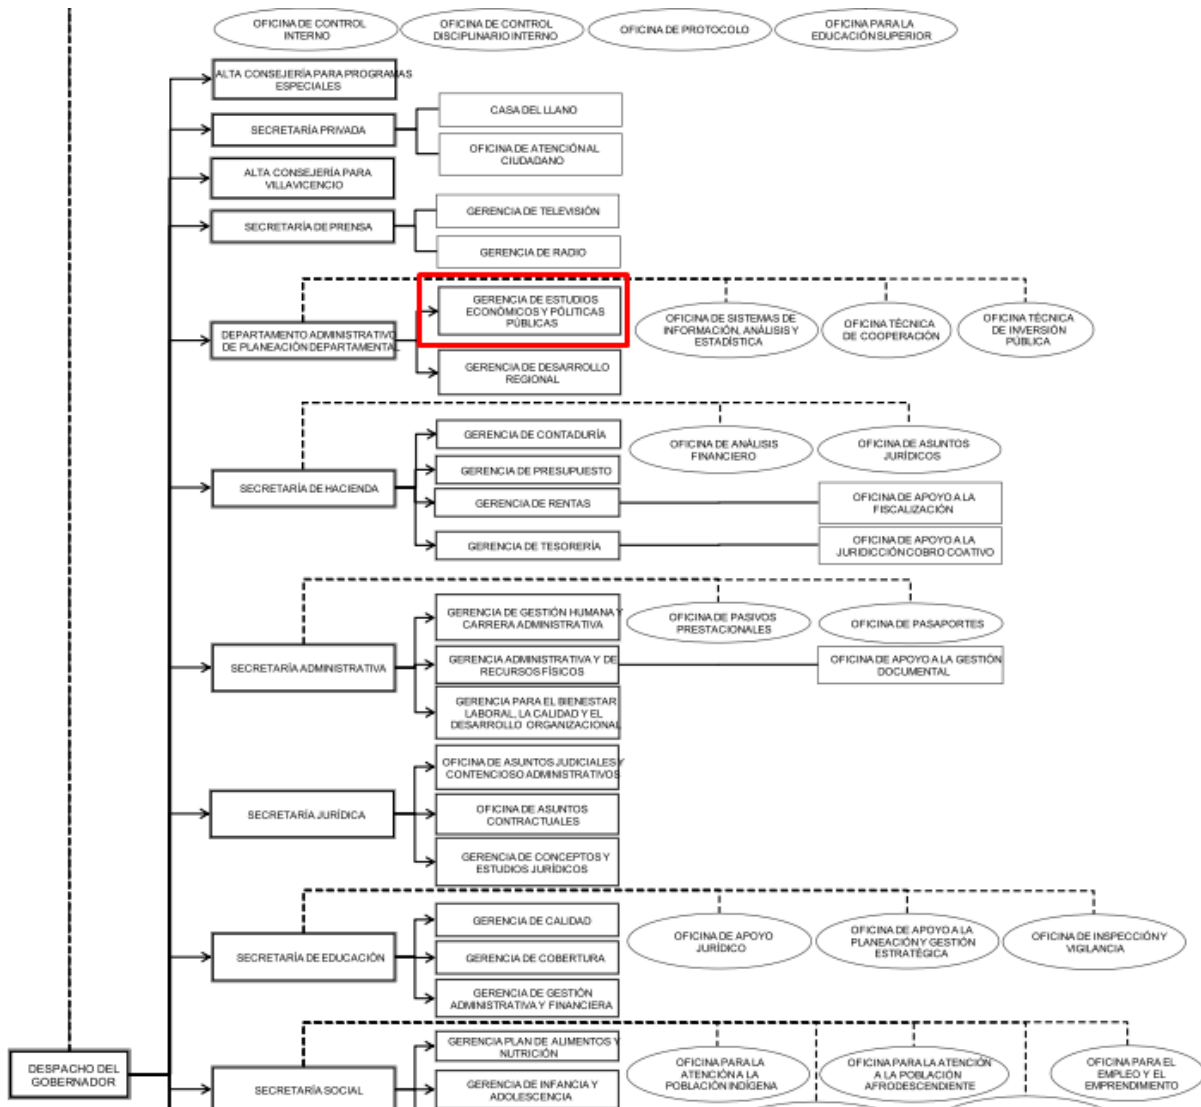 OFICINA DE CONTROL
INTERNO
OFICINA DE CONTROL
DISCIPLINARIO INTERNO
OFICINA DE PROTOCOLO
OFICINA PARA LA
EDUCACIÓN SUPERIOR
ALTA CONSEJERÍA PARA PROGRAMAS
ESPECIALES
SECRETARÍA PRIVADA
CASA DEL LLANO
OFICINA DE ATENCIÓN AL
CIUDADANO
ALTA CONSEJERÍA PARA
VILLAVICENCIO
SECRETARÍA DE PRENSA
GERENCIA DE TELEVISIÓN
GERENCIA DE RADIO
DEPARTAMENTO ADMINISTRATIVO
DE PLANEACIÓN DEPARTAMENTAL
GERENCIA DE ESTUDIOS
ECONÓMICOS Y PÓLITICAS
PÚBLICAS
GERENCIA DE DESARROLLO
REGIONAL
OFICINA DE SISTEMAS DE
INFORMACIÓN, ANÁLISIS Y
ESTADÍSTICA
OFICINA TÉCNICA
DE COOPERACIÓN
OFICINA TÉCNICA
DE INVERSIÓN
PÚBLICA
SECRETARÍA DE HACIENDA
GERENCIA DE CONTADURÍA
GERENCIA DE PRESUPUESTO
GERENCIA DE RENTAS
GERENCIA DE TESORERÍA
OFICINA DE ANÁLISIS
FINANCIERO
OFICINA DE ASUNTOS
JURÍDICOS
OFICINA DE APOYO A LA
FISCALIZACIÓN
OFICINA DE APOYO A LA
JURIDICCIÓN COBRO COATIVO
SECRETARÍA ADMINISTRATIVA
GERENCIA DE GESTIÓN HUMANA Y
CARRERA ADMINISTRATIVA
GERENCIA ADMINISTRATIVA Y DE
RECURSOS FÍSICOS
GERENCIA PARA EL BIENESTAR
LABORAL, LA CALIDAD Y EL
DESARROLLO ORGANIZACIONAL
OFICINA DE PASIVOS
PRESTACIONALES
OFICINA DE PASAPORTES
OFICINA DE APOYO A LA GESTIÓN
DOCUMENTAL
SECRETARÍA JURÍDICA
OFICINA DE ASUNTOS JUDICIALES Y
CONTENCIOSO ADMINISTRATIVOS
OFICINA DE ASUNTOS
CONTRACTUALES
GERENCIA DE CONCEPTOS Y
ESTUDIOS JURÍDICOS
SECRETARÍA DE EDUCACIÓN
GERENCIA DE CALIDAD
GERENCIA DE COBERTURA
GERENCIA DE GESTIÓN
ADMINISTRATIVA Y FINANCIERA
OFICINA DE APOYO
JURÍDICO
OFICINA DE APOYO A LA
PLANEACIÓN Y GESTIÓN
ESTRATÉGICA
OFICINA DE INSPECCIÓN Y
VIGILANCIA
DESPACHO DEL
GOBERNADOR
SECRETARÍA SOCIAL
GERENCIA PLAN DE ALIMENTOS Y
NUTRICIÓN
GERENCIA DE INFANCIA Y
ADOLESCENCIA
OFICINA PARA LA
ATENCIÓN A LA
POBLACIÓN INDÍGENA
OFICINA PARA LA ATENCIÓN
A LA POBLACIÓN
AFRODESCENDIENTE
OFICINA PARA EL
EMPLEO Y EL
EMPRENDIMIENTO